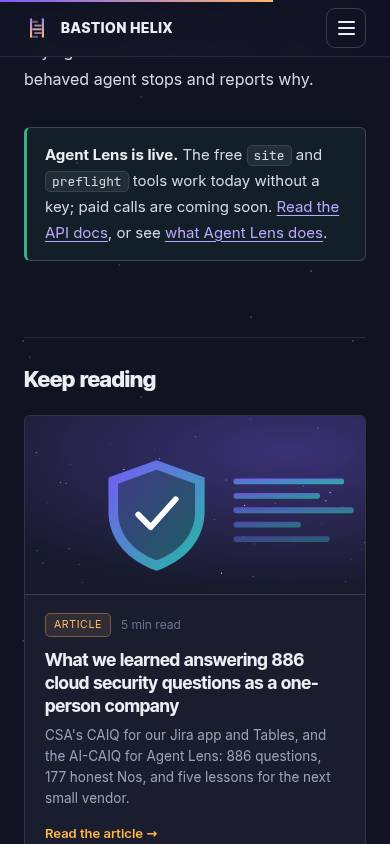 BASTION HELIX
behaved agent stops and reports why.
Agent Lens is live. The free site and
preflight tools work today without a
key; paid calls are coming soon. Read the
API docs, or see what Agent Lens does.
Keep reading
ARTICLE 5 min read
What we learned answering 886
cloud security questions as a one-
person company
CSA's CAIQ for our Jira app and Tables, and
the AI-CAIQ for Agent Lens: 886 questions,
177 honest Nos, and five lessons for the next
small vendor.
Read the article →